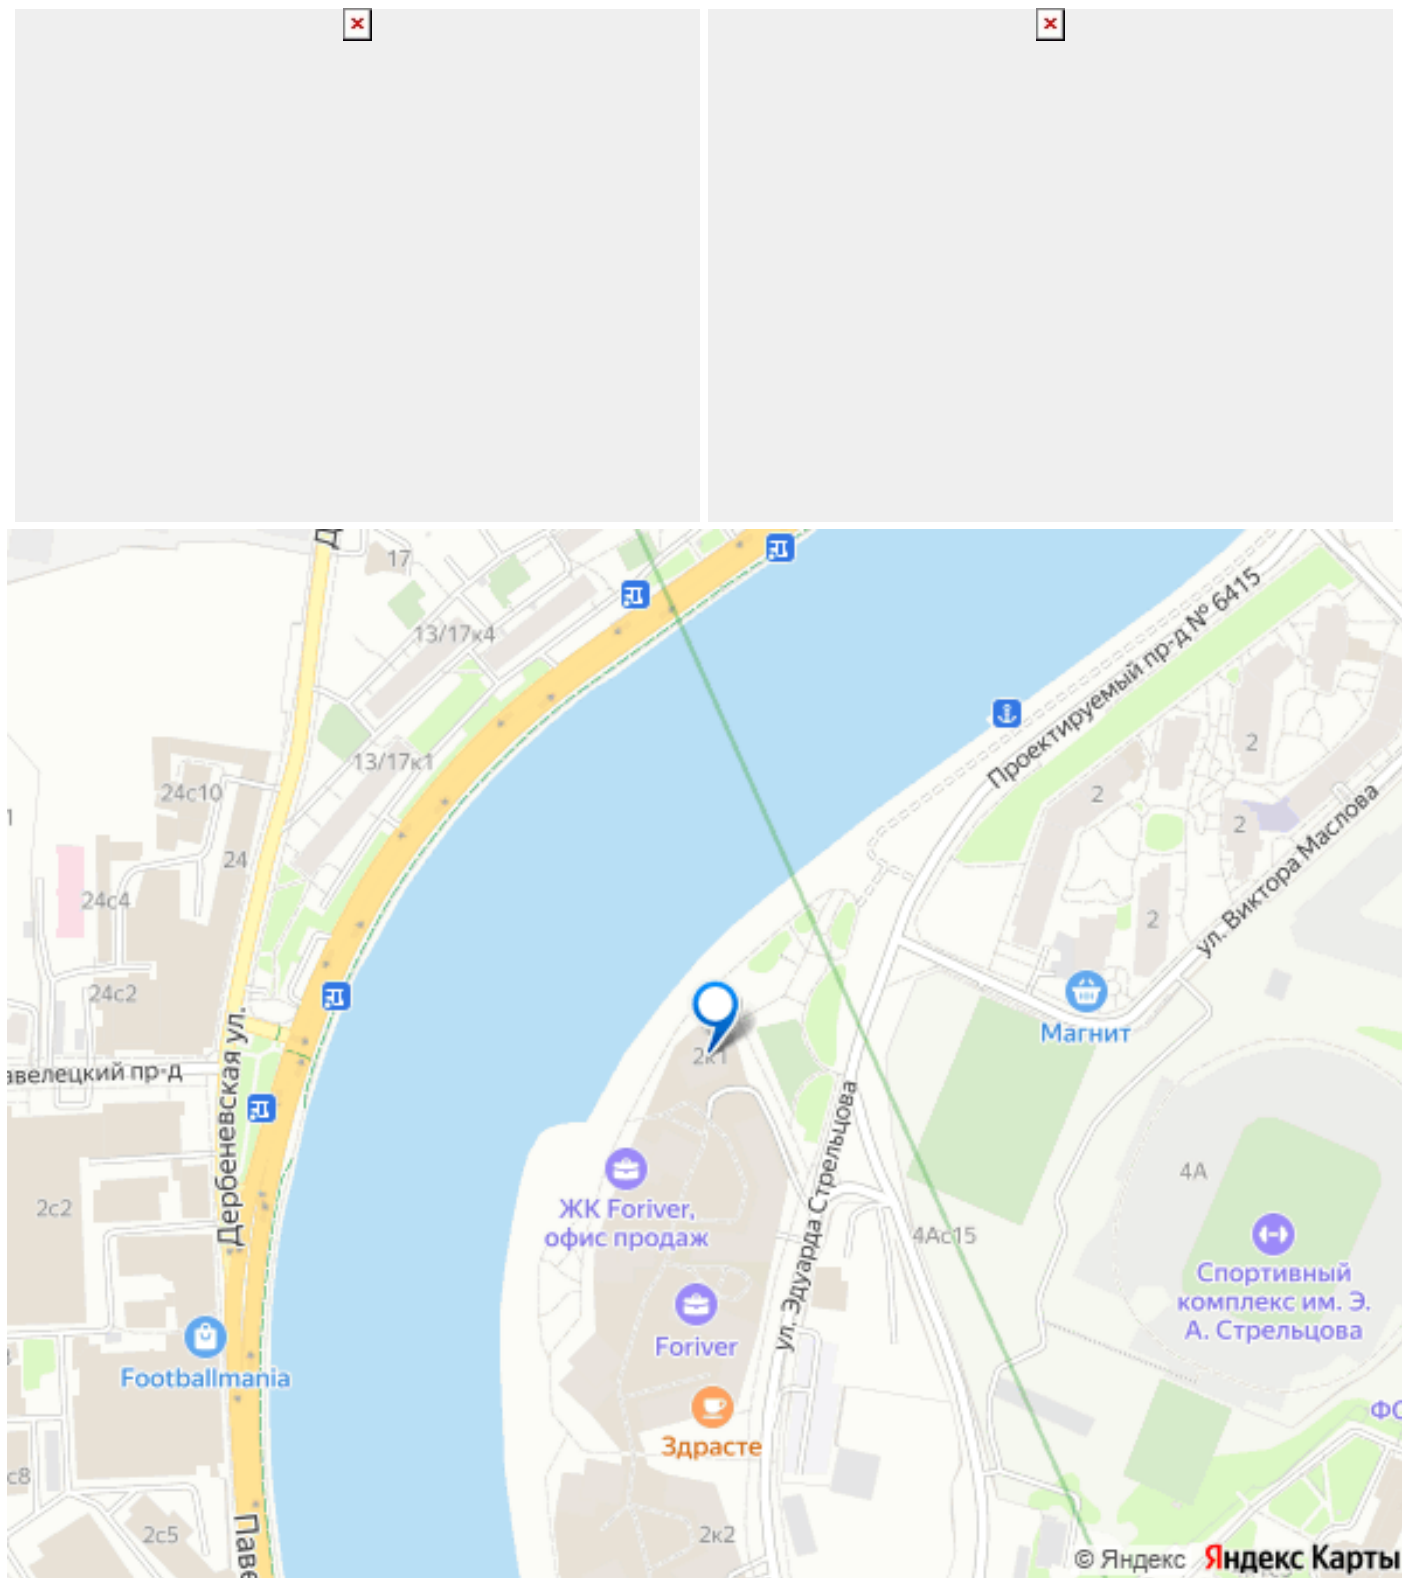 Д
17
13/17к4
Проектируемый пр-д № 6415
13/17к1
2
24с10
2
1
2
ул. Виктора Маслова
24
24с4
2
24с2
Магнит
2к1
авелецкий пр-д
Дербеневская ул.
ул. Эдуарда Стрельцова
4А
2с2
ЖК Foriver,
офис продаж
4Ас15
Спортивный
комплекс им. Э.
А. Стрельцова
Foriver
Footballmania
ФО
Здрасте
с8
2с5
2к2
Паве
© Яндекс
Яндекс Карты